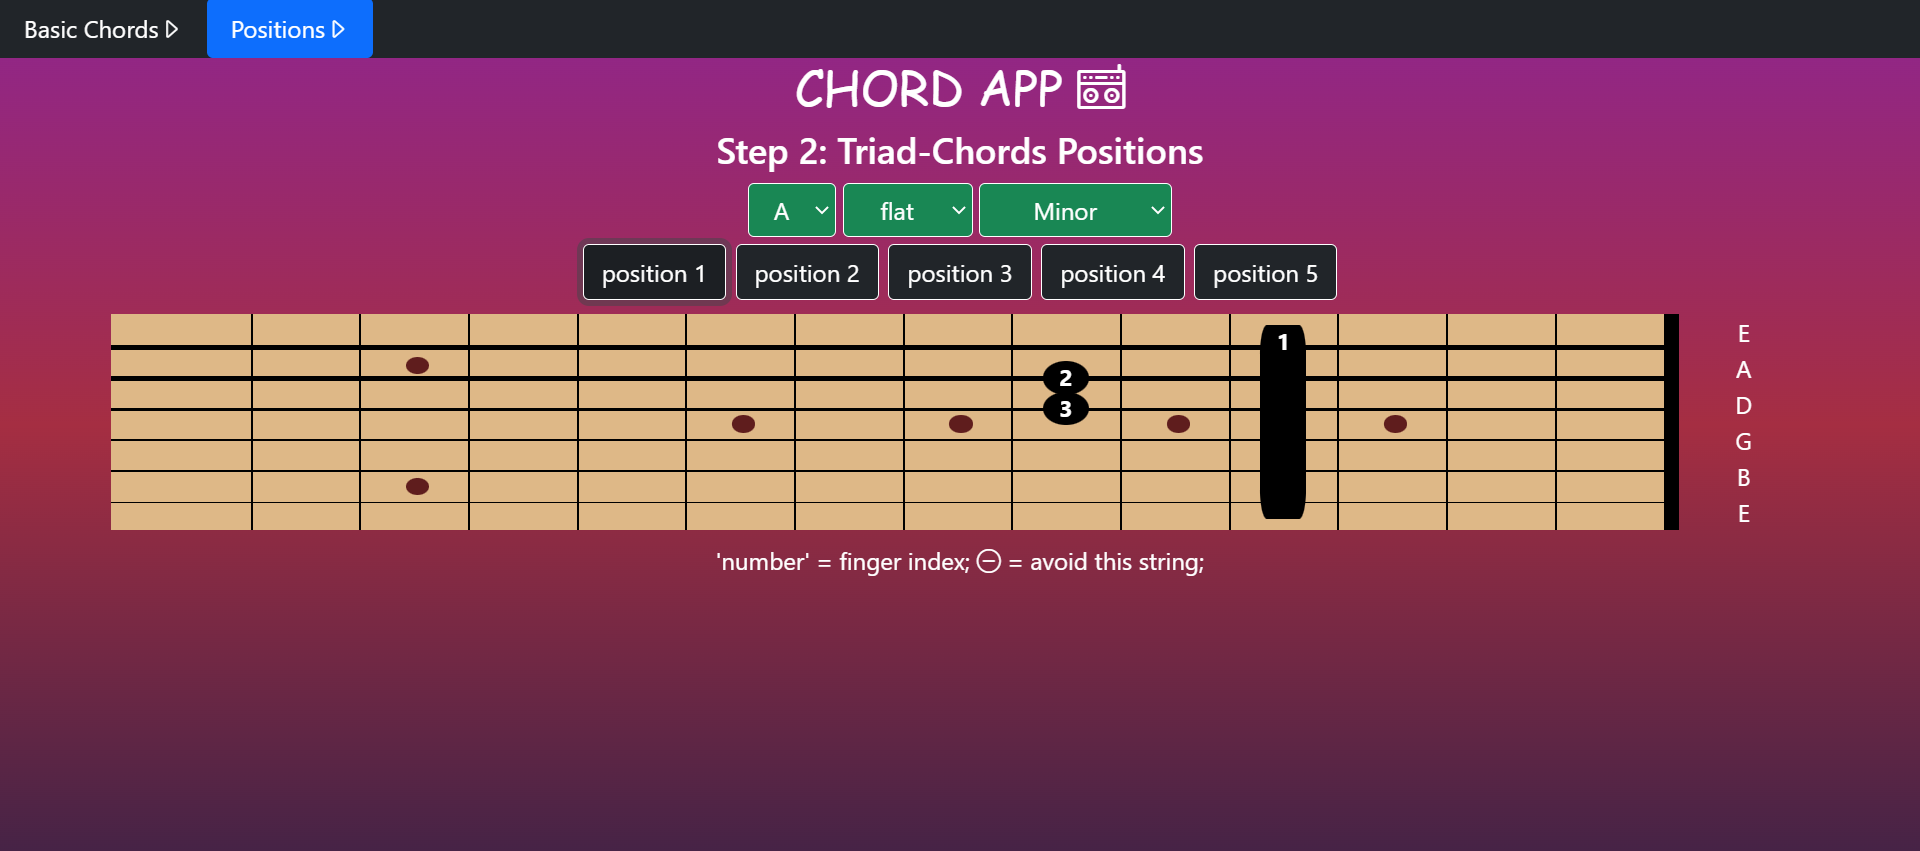 Basic Chords Positions
CHORD APP
Step 2: Triad-Chords Positions
A flat Minor
position 1 position 2 position 3 position 4 position 5
1
2
3
E
A
D
G
B
E
'number' = finger index; ⊖ = avoid this string;